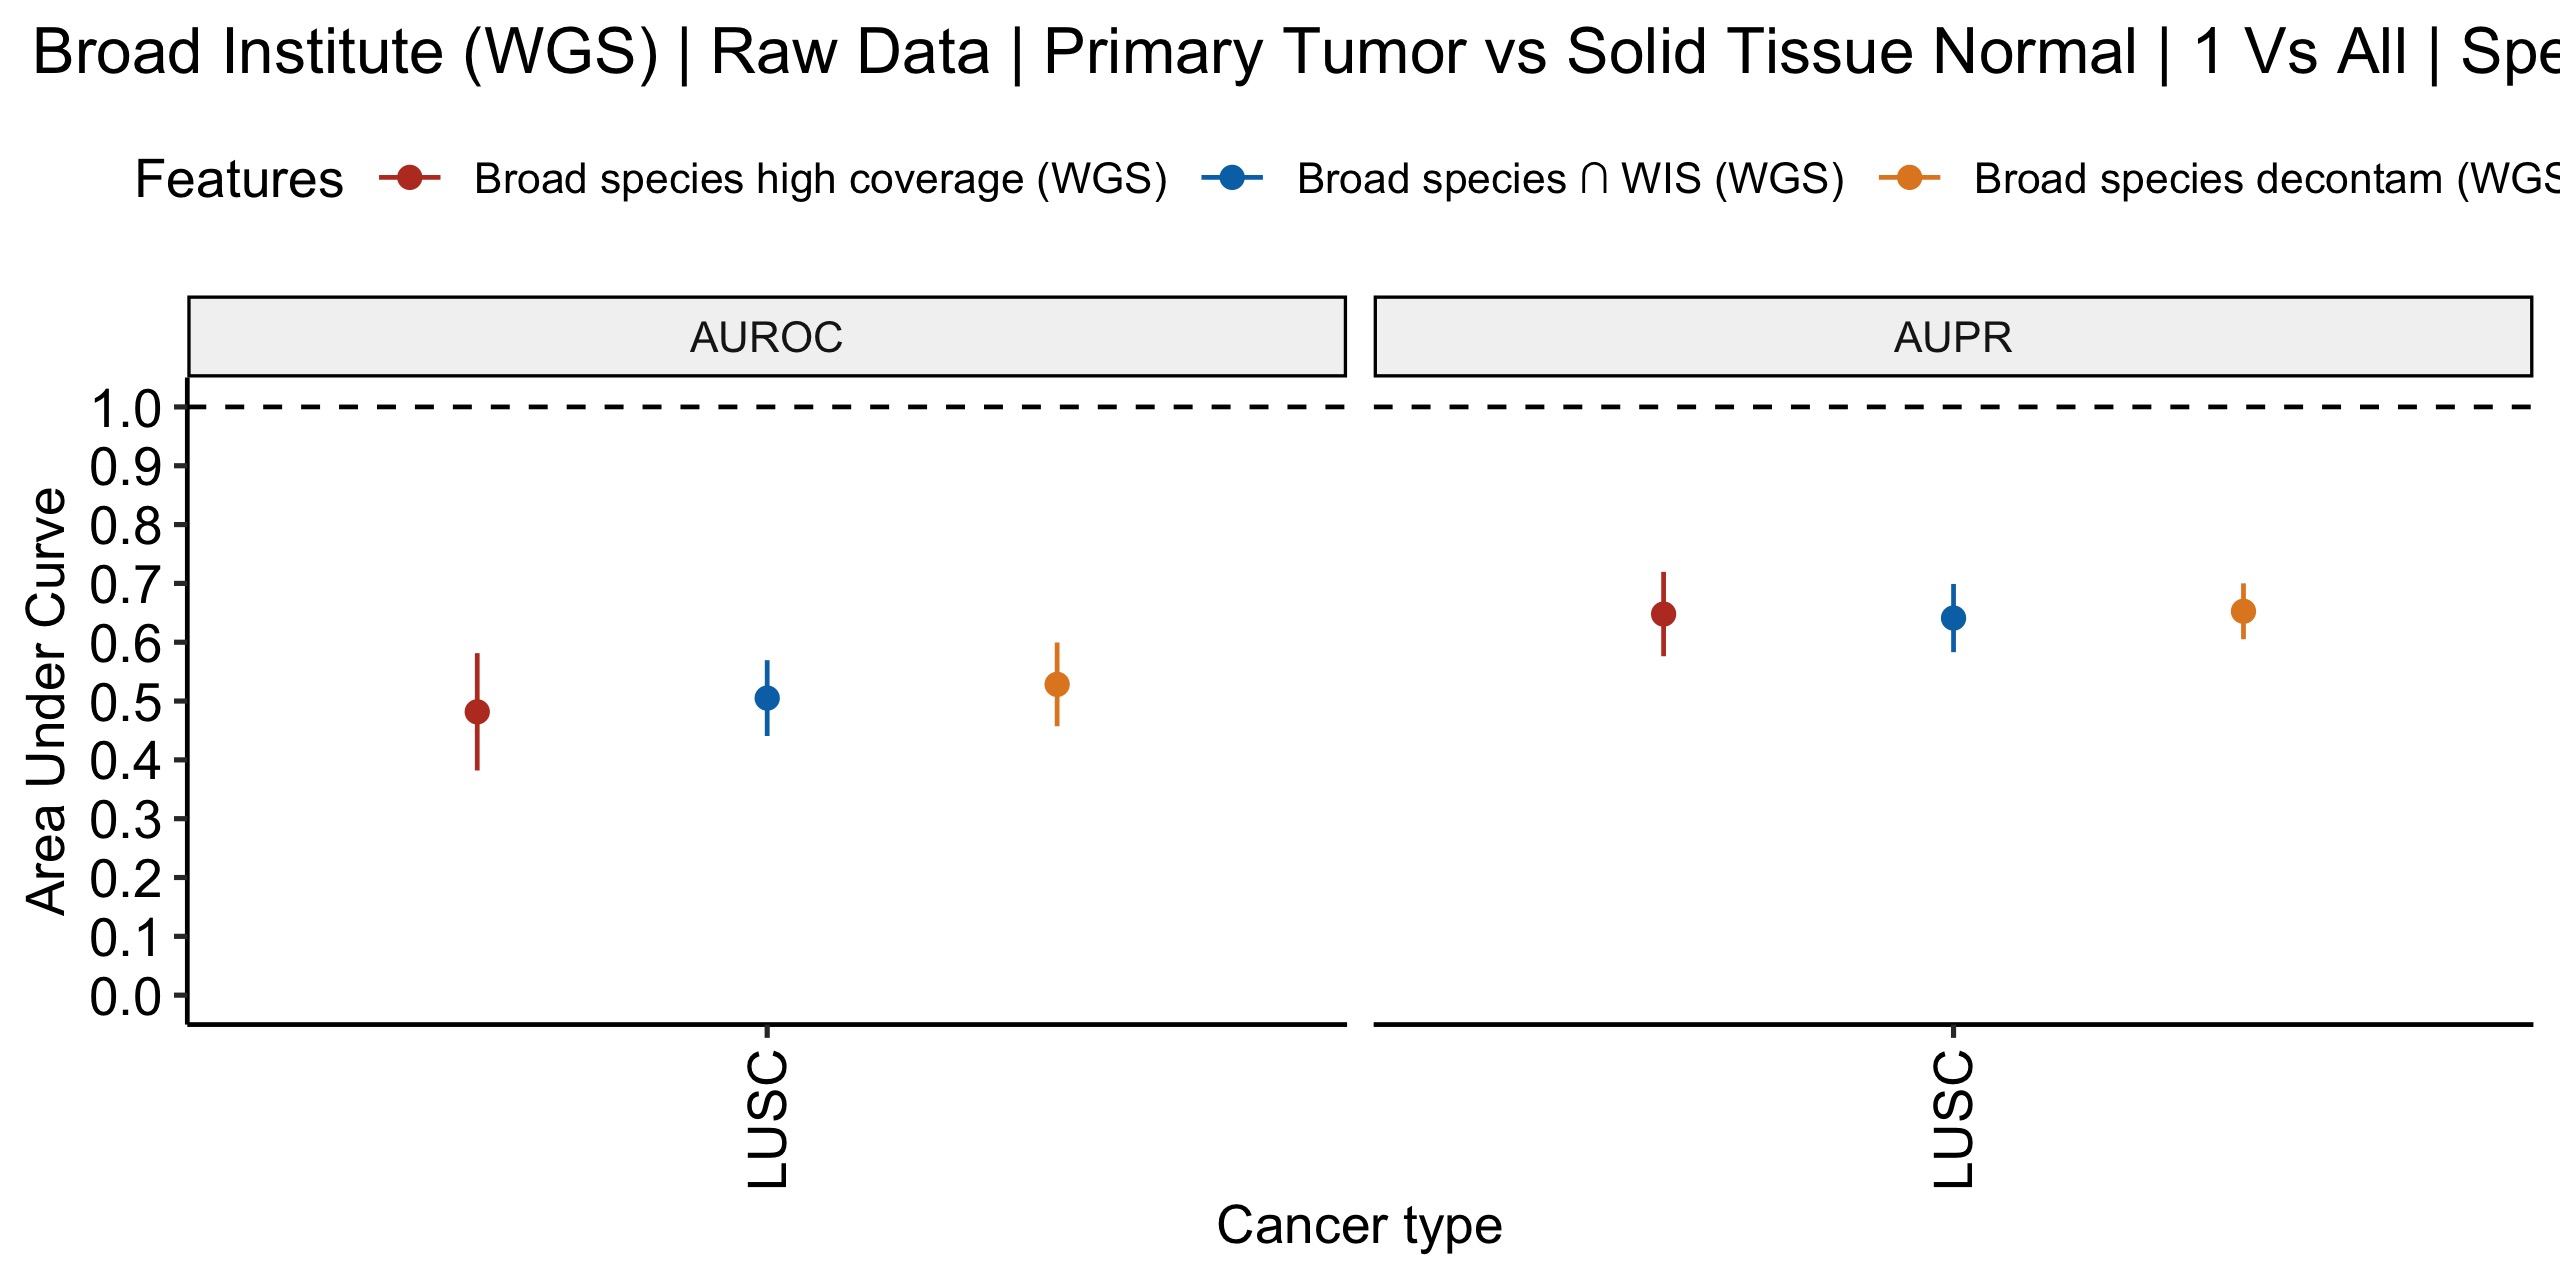 Broad Institute (WGS) | Raw Data | Primary Tumor vs Solid Tissue Normal | 1 Vs All | Spe
Features Broad species high coverage (WGS) Broad species ∩ WIS (WGS) Broad species decontam (WGS
AUROC AUPR
1.0
0.9
0.8
0.7
0.6
0.5
0.4
0.3
0.2
0.1
0.0
Area Under Curve
LUSC LUSC
Cancer type